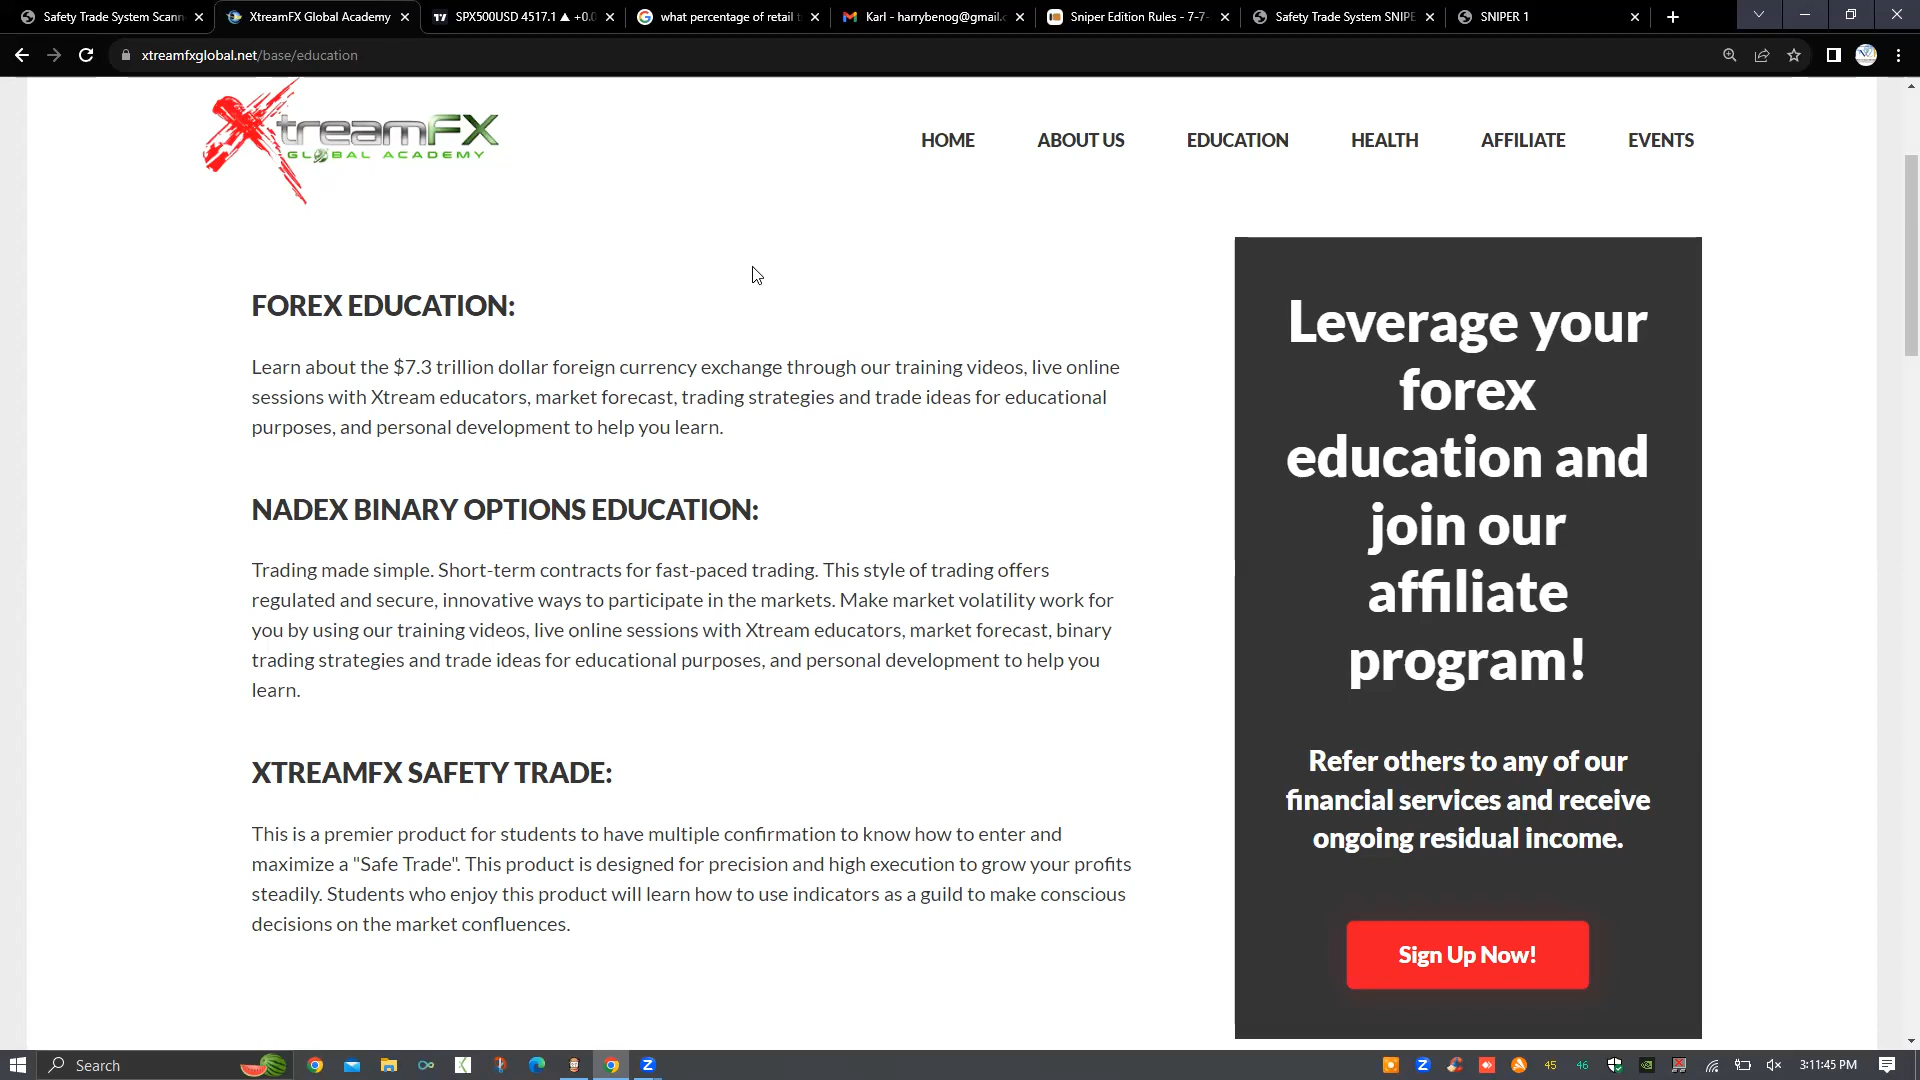 Safety Trade System Scann
XtreamFX Global Academy
SPX500USD 4517.1 ▲ +0.0
what percentage of retail t
Karl - harrybenog@gmail.c
Sniper Edition Rules - 7-7-
Safety Trade System SNIPE
SNIPER 1
xtreamfxglobal.net/base/education
XtreamFX
GLOBAL ACADEMY
HOME
ABOUT US
EDUCATION
HEALTH
AFFILIATE
EVENTS
FOREX EDUCATION:
Learn about the $7.3 trillion dollar foreign currency exchange through our training videos, live online
sessions with Xtream educators, market forecast, trading strategies and trade ideas for educational
purposes, and personal development to help you learn.
NADEX BINARY OPTIONS EDUCATION:
Trading made simple. Short-term contracts for fast-paced trading. This style of trading offers
regulated and secure, innovative ways to participate in the markets. Make market volatility work for
you by using our training videos, live online sessions with Xtream educators, market forecast, binary
trading strategies and trade ideas for educational purposes, and personal development to help you
learn.
XTREAMFX SAFETY TRADE:
This is a premier product for students to have multiple confirmation to know how to enter and
maximize a "Safe Trade". This product is designed for precision and high execution to grow your profits
steadily. Students who enjoy this product will learn how to use indicators as a guild to make conscious
decisions on the market confluences.
Leverage your
forex
education and
join our
affiliate
program!
Refer others to any of our
financial services and receive
ongoing residual income.
Sign Up Now!
Search
45
46
3:11:45 PM